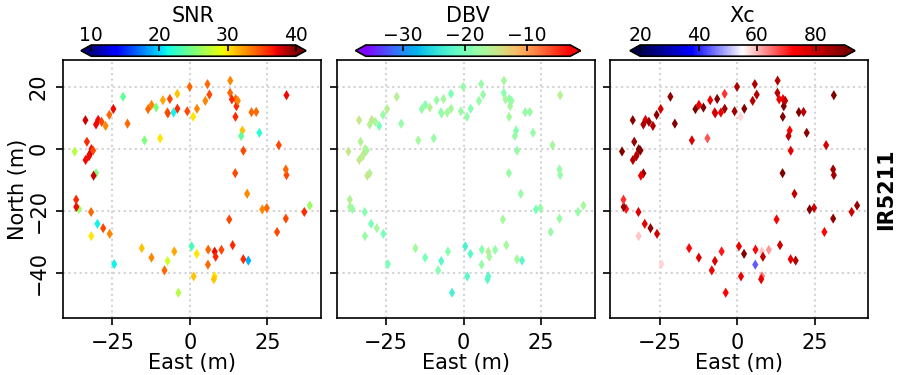 SNR DBV Xc
10 20 30 40 −30 −20 −10 20 40 60 80
20
0
−20
−40
North (m)
IR5211
−25 0 25 −25 0 25 −25 0 25
East (m) East (m) East (m)